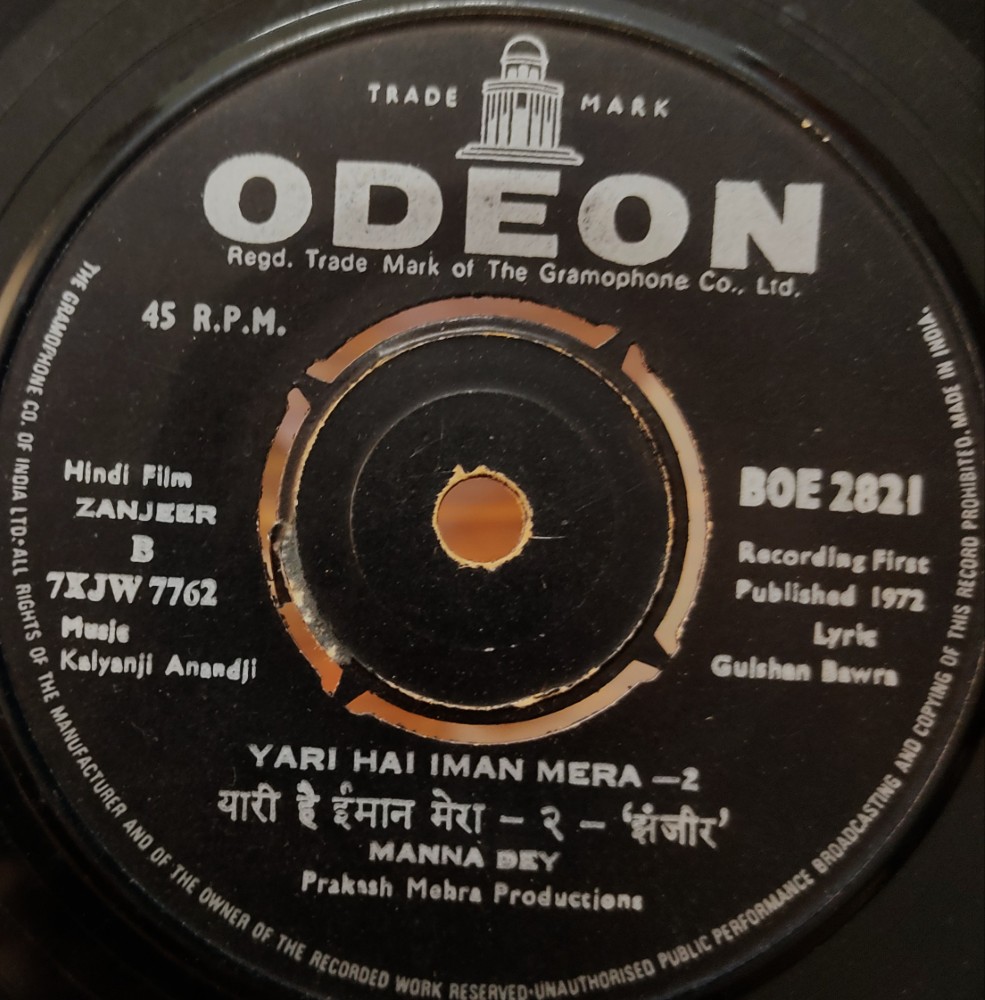 TRADE MARK
ODEON
Regd. Trade Mark of The Gramophone Co., Ltd.
45 R.P.M.
Hindi Film
ZANJEER
B
7XJW 7762
Music
Kalyanji Anandji
BOE 2821
Recording First
Published 1972
Lyric
Gulshan Bawra
YARI HAI IMAN MERA —2
यारी है ईमान मेरा – २ – ‘झंजीर’
MANNA DEY
Prakash Mehra Productions
THE GRAMOPHONE CO. OF INDIA LTD·ALL RIGHTS OF THE MANUFACTURER AND OF THE OWNER OF THE RECORDED WORK RESERVED·UNAUTHORISED PUBLIC PERFORMANCE BROADCASTING AND COPYING OF THIS RECORD PROHIBITED. MADE IN INDIA.